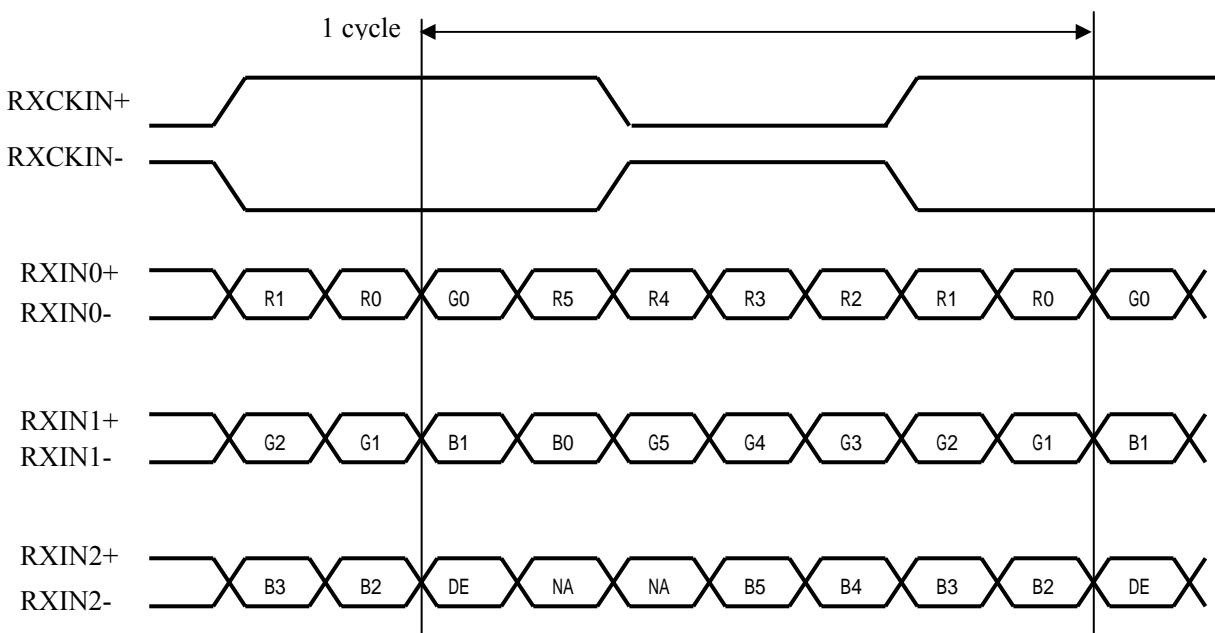 1 cycle
RXCKIN+
RXCKIN-
RXIN0+
RXIN0-
R1 R0 G0 R5 R4 R3 R2 R1 R0 G0
RXIN1+
RXIN1-
G2 G1 B1 B0 G5 G4 G3 G2 G1 B1
RXIN2+
RXIN2-
B3 B2 DE NA NA B5 B4 B3 B2 DE